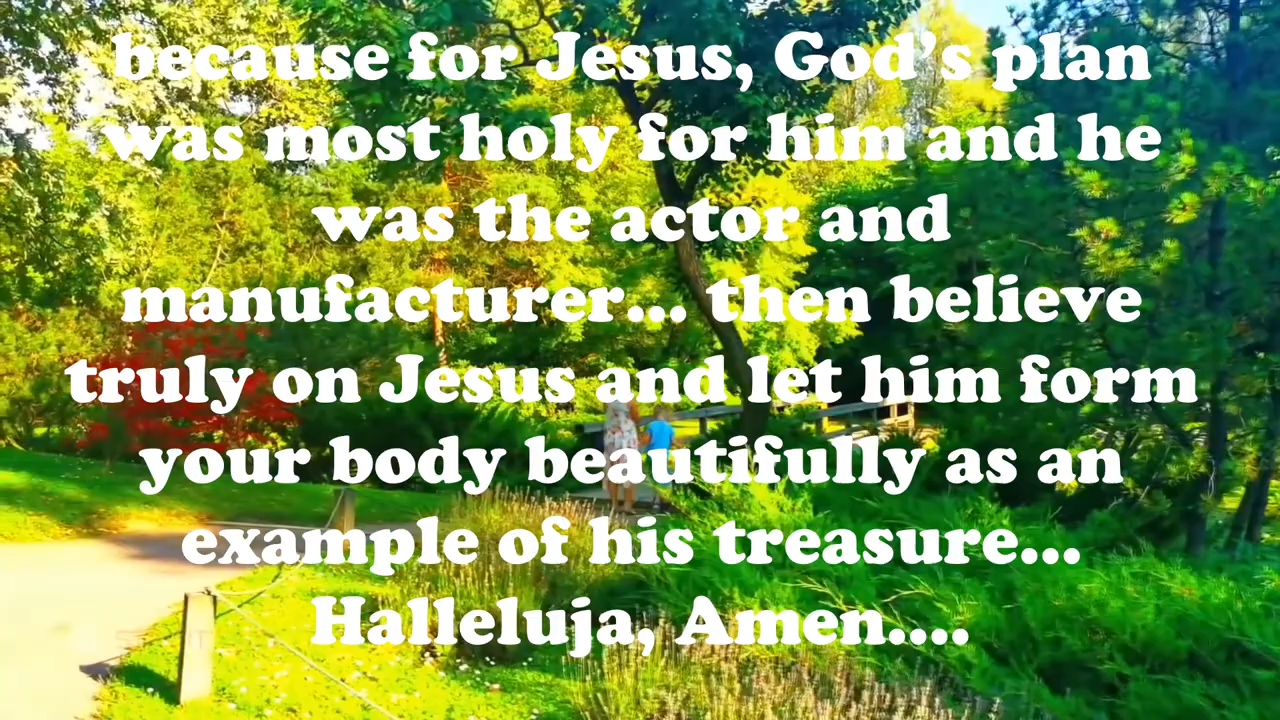 because for Jesus, God's plan
was most holy for him and he
was the actor and
manufacturer... then believe
truly on Jesus and let him form
your body beautifully as an
example of his treasure...
Halleluja, Amen....